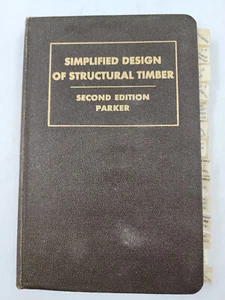 SIMPLIFIED DESIGN
OF STRUCTURAL TIMBER
SECOND EDITION
PARKER